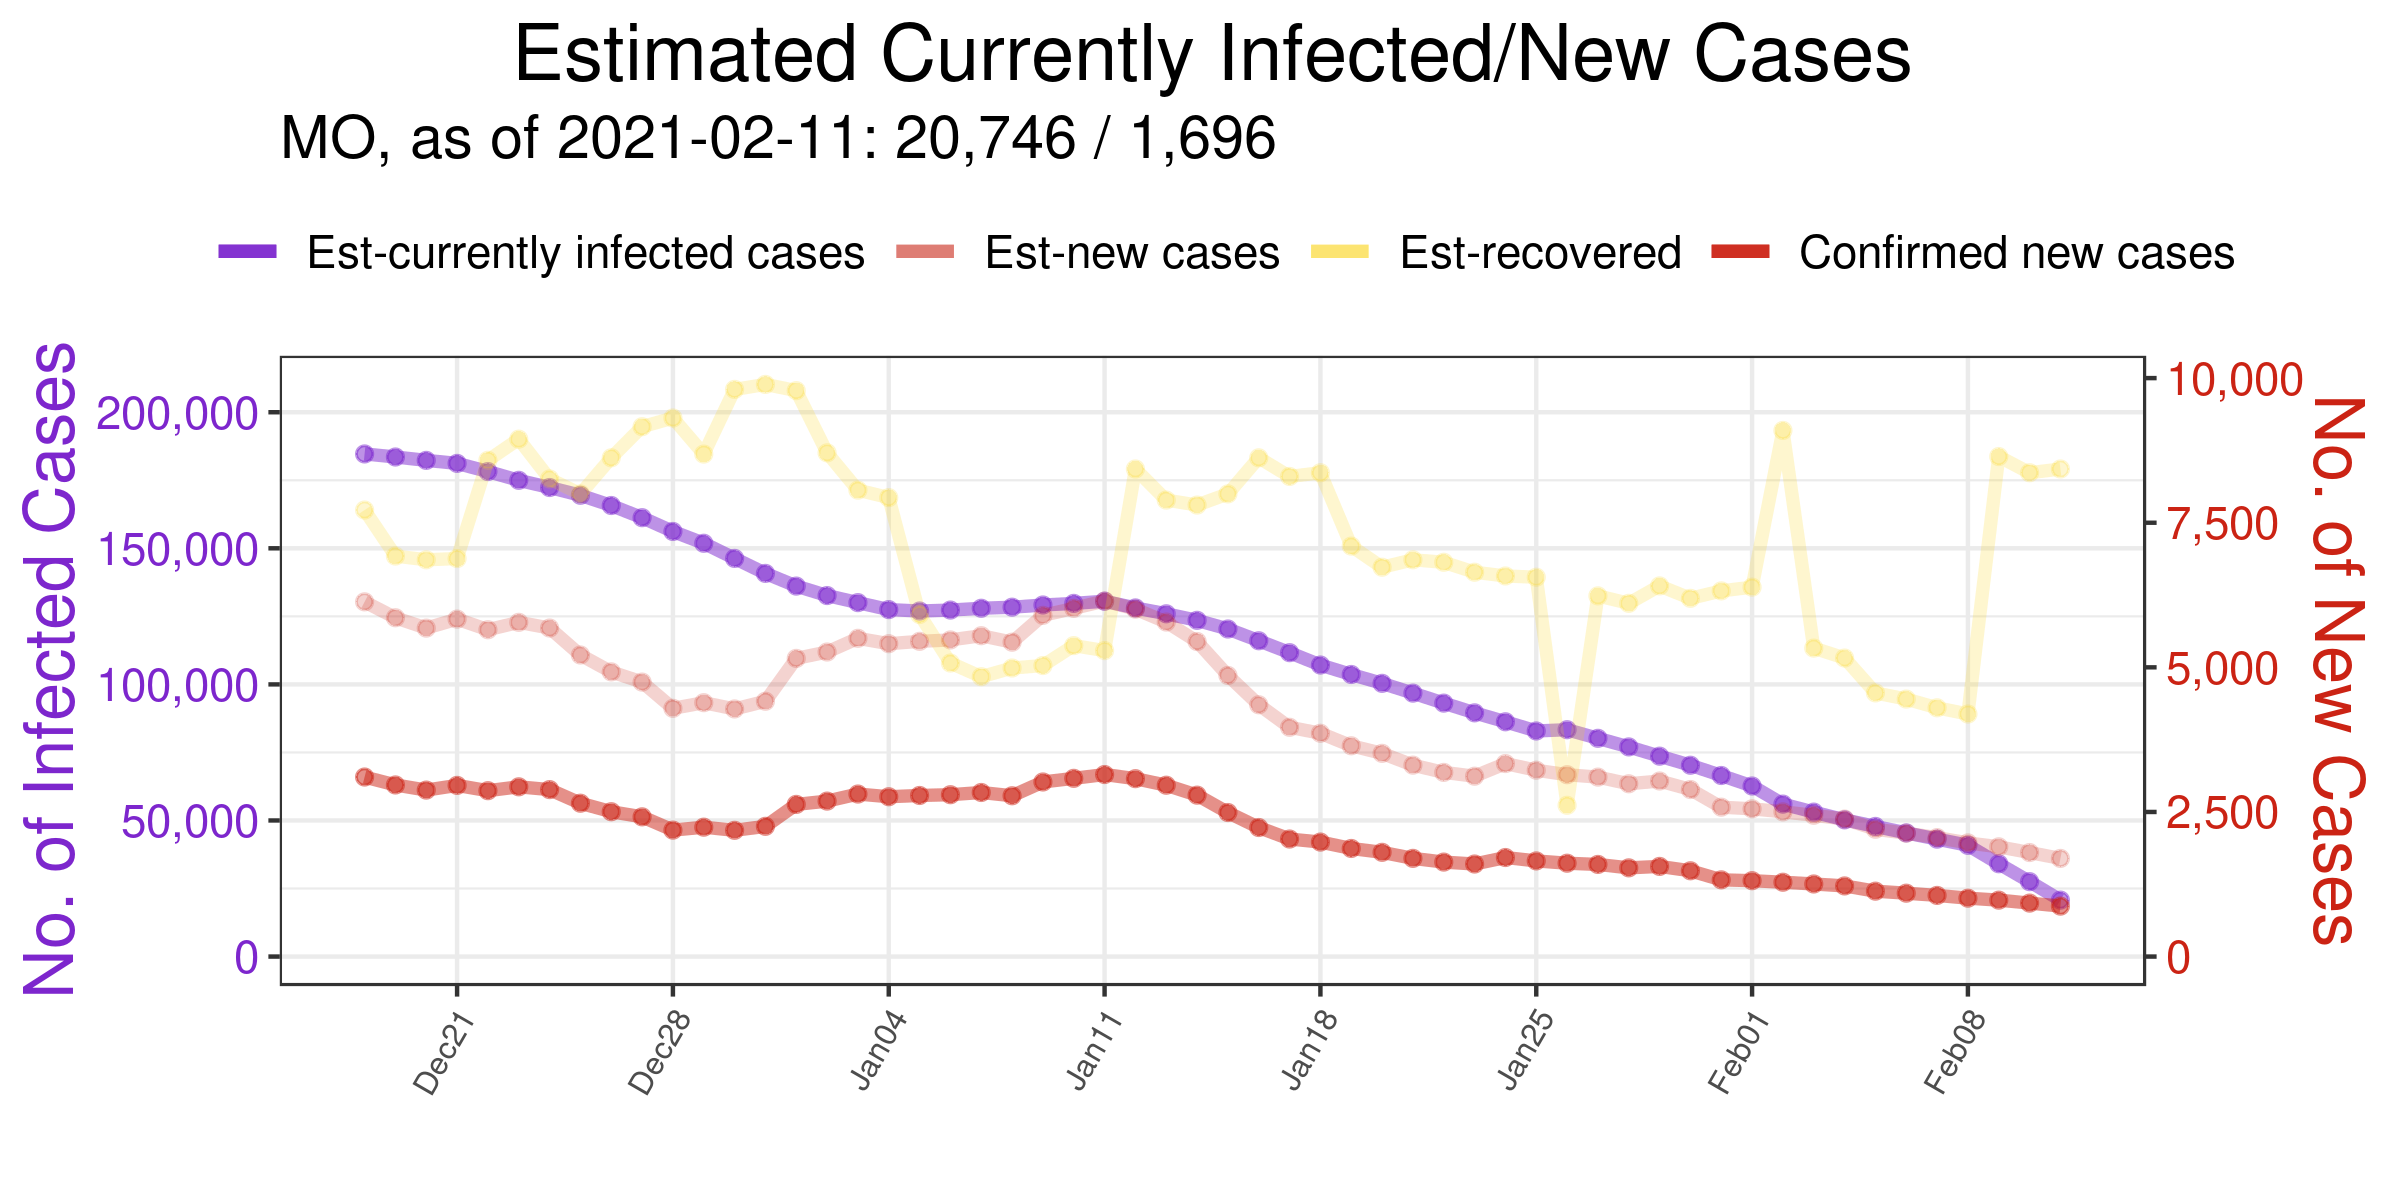 Estimated Currently Infected/New Cases
MO, as of 2021-02-11: 20,746 / 1,696
Est-currently infected cases Est-new cases Est-recovered Confirmed new cases
No. of Infected Cases
200,000
150,000
100,000
50,000
0
10,000
7,500
5,000
2,500
0
No. of New Cases
Dec21 Dec28 Jan04 Jan11 Jan18 Jan25 Feb01 Feb08